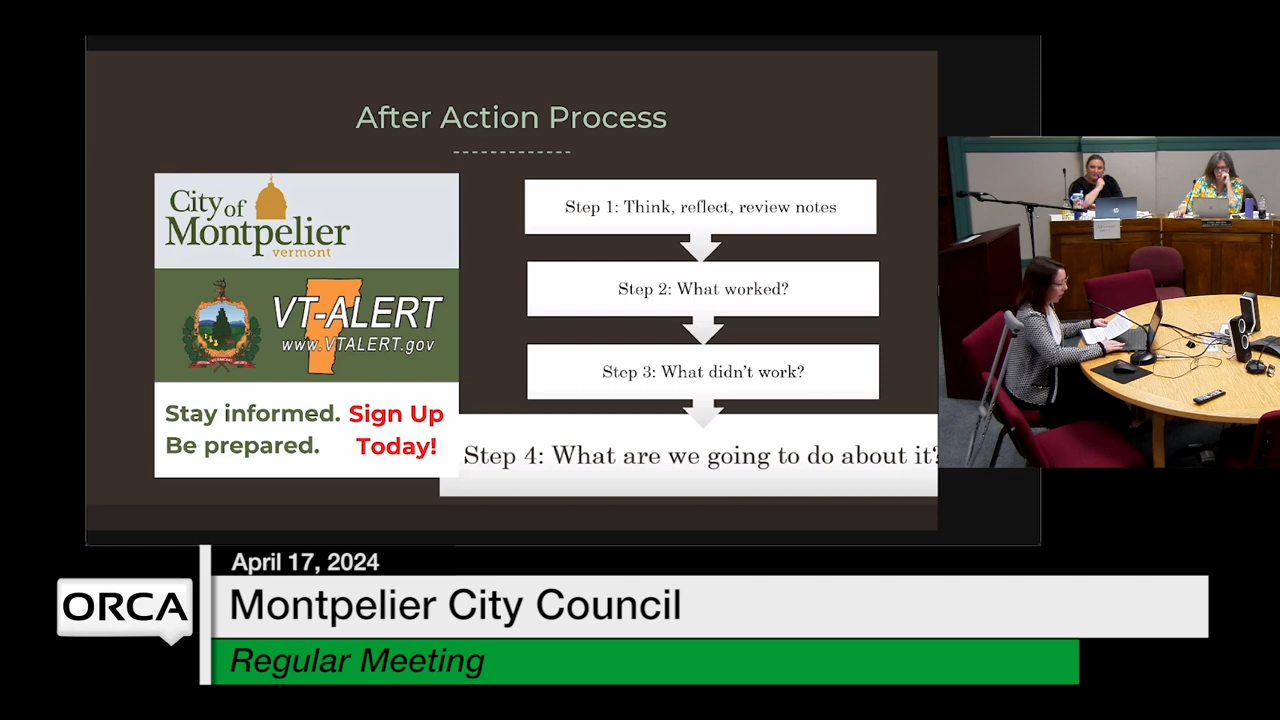 After Action Process
City of
Montpelier
vermont
VT-ALERT
www.VTALERT.gov
Stay informed. Sign Up
Be prepared. Today!
Step 1: Think, reflect, review notes
Step 2: What worked?
Step 3: What didn't work?
Step 4: What are we going to do about it?
April 17, 2024
ORCA
Montpelier City Council
Regular Meeting